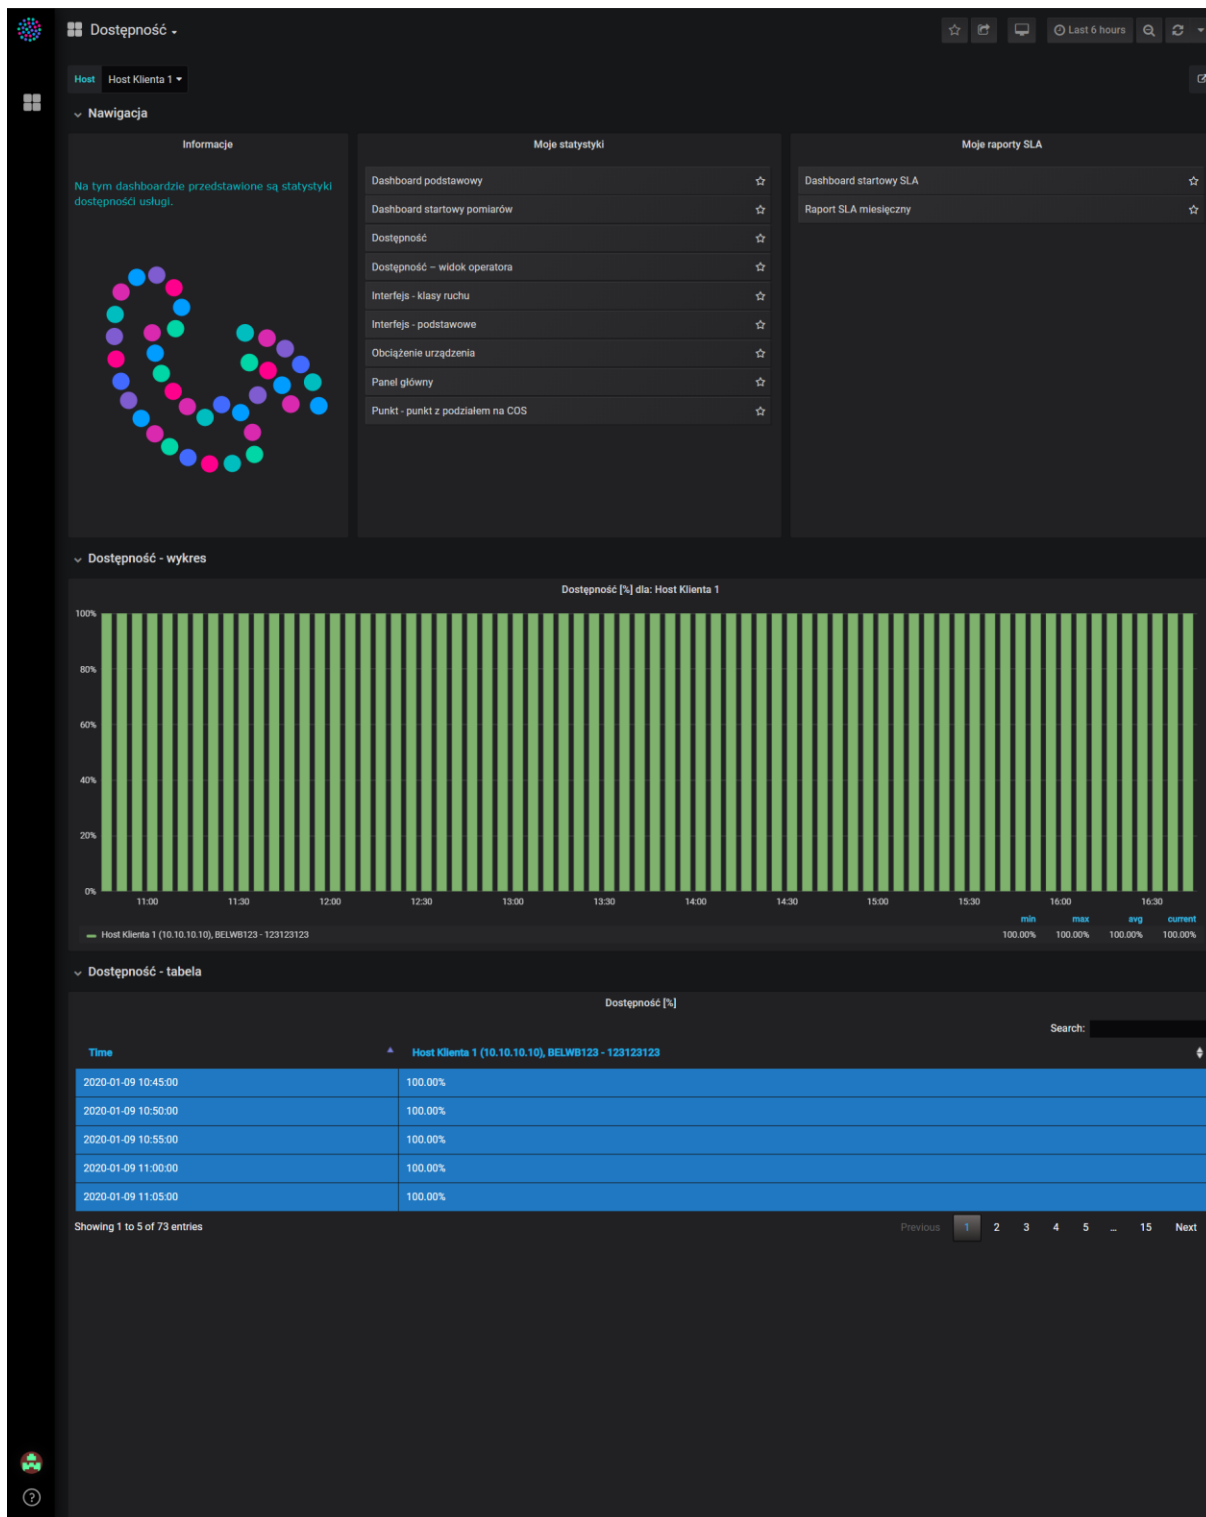 Dostępność
Last 6 hours
Host Host Klienta 1
Nawigacja
Informacje
Na tym dashboardzie przedstawione są statystyki
dostępnośći usługi.
Moje statystyki
Dashboard podstawowy
Dashboard startowy pomiarów
Dostępność
Dostępność – widok operatora
Interfejs - klasy ruchu
Interfejs - podstawowe
Obciążenie urządzenia
Panel główny
Punkt - punkt z podziałem na COS
Moje raporty SLA
Dashboard startowy SLA
Raport SLA miesięczny
Dostępność - wykres
Dostępność [%] dla: Host Klienta 1
100%
80%
60%
40%
20%
0%
11:00 11:30 12:00 12:30 13:00 13:30 14:00 14:30 15:00 15:30 16:00 16:30
min max avg current
Host Klienta 1 (10.10.10.10), BELWB123 - 123123123 100.00% 100.00% 100.00% 100.00%
Dostępność - tabela
Dostępność [%]
Search:
Time Host Klienta 1 (10.10.10.10), BELWB123 - 123123123
2020-01-09 10:45:00 100.00%
2020-01-09 10:50:00 100.00%
2020-01-09 10:55:00 100.00%
2020-01-09 11:00:00 100.00%
2020-01-09 11:05:00 100.00%
Showing 1 to 5 of 73 entries Previous 1 2 3 4 5 … 15 Next